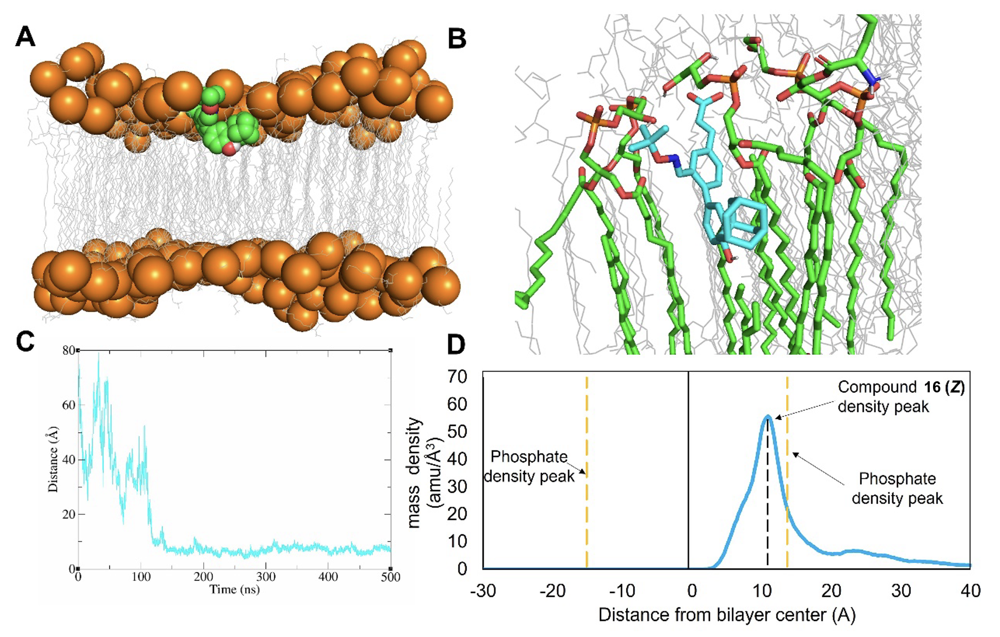 A
B
C
80
60
40
20
0
Distance (Å)
0 100 200 300 400 500
Time (ns)
D
70
60
50
40
30
20
10
0
mass density
(amu/Å3)
Compound 16 (Z)
density peak
Phosphate
density peak
Phosphate
density peak
-30 -20 -10 0 10 20 30 40
Distance from bilayer center (A)